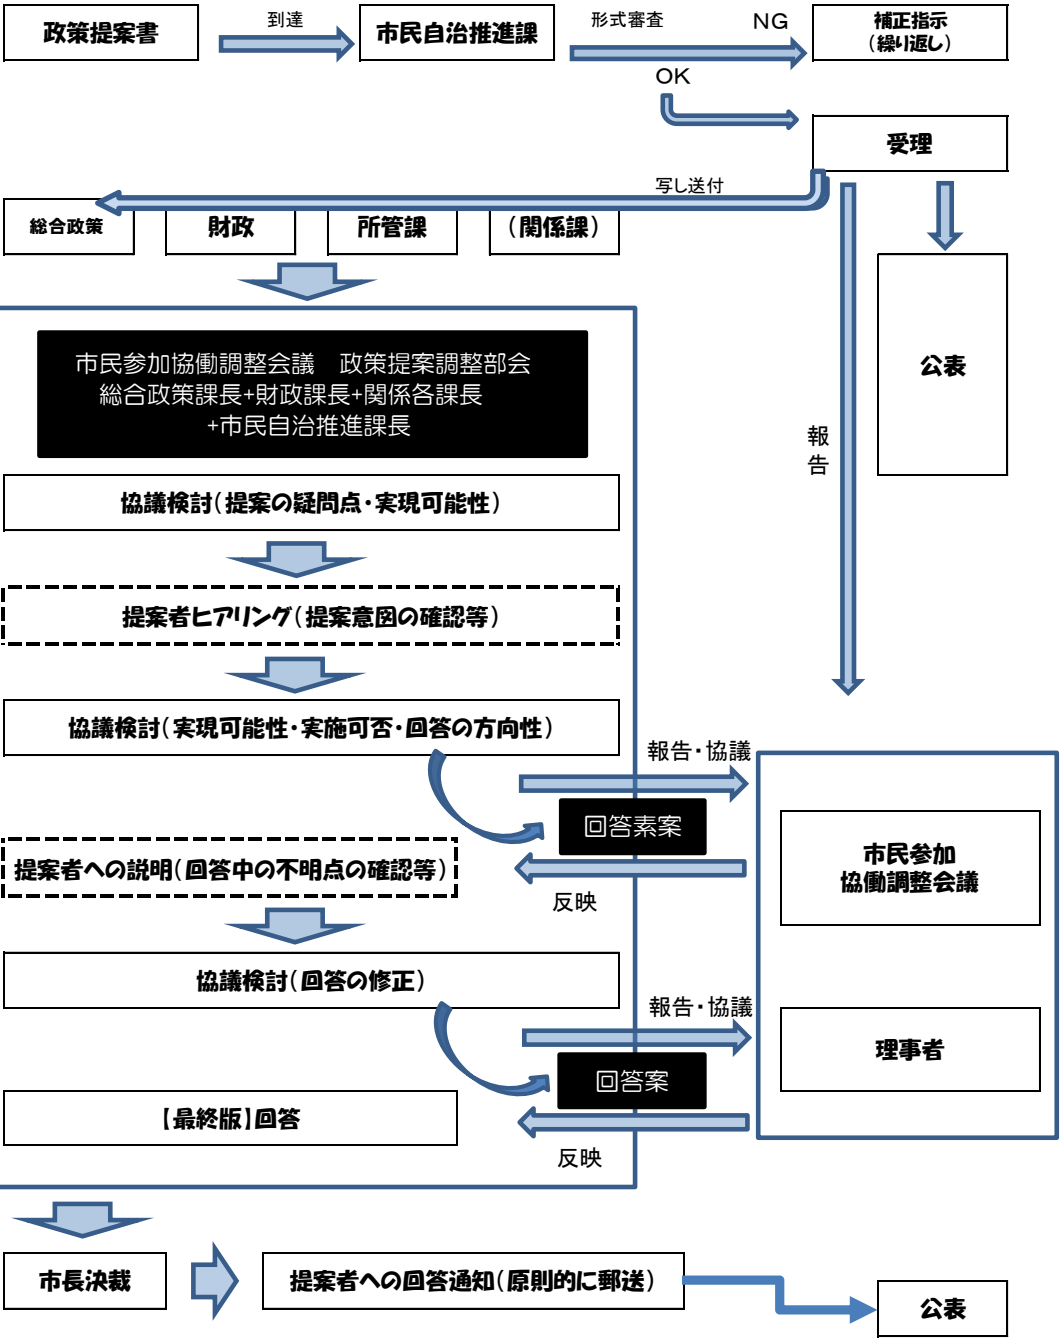 政策提案書
到達
市民自治推進課
形式審査
NG
補正指示
（繰り返し）
OK
受理
写し送付
総合政策
財政
所管課
（関係課）
公表
報告
市民参加協働調整会議　政策提案調整部会
総合政策課長+財政課長+関係各課長
+市民自治推進課長
協議検討（提案の疑問点・実現可能性）
提案者ヒアリング（提案意図の確認等）
協議検討（実現可能性・実施可否・回答の方向性）
報告・協議
回答素案
反映
市民参加
協働調整会議
提案者への説明（回答中の不明点の確認等）
協議検討（回答の修正）
報告・協議
理事者
回答案
反映
【最終版】回答
市長決裁
提案者への回答通知（原則的に郵送）
公表